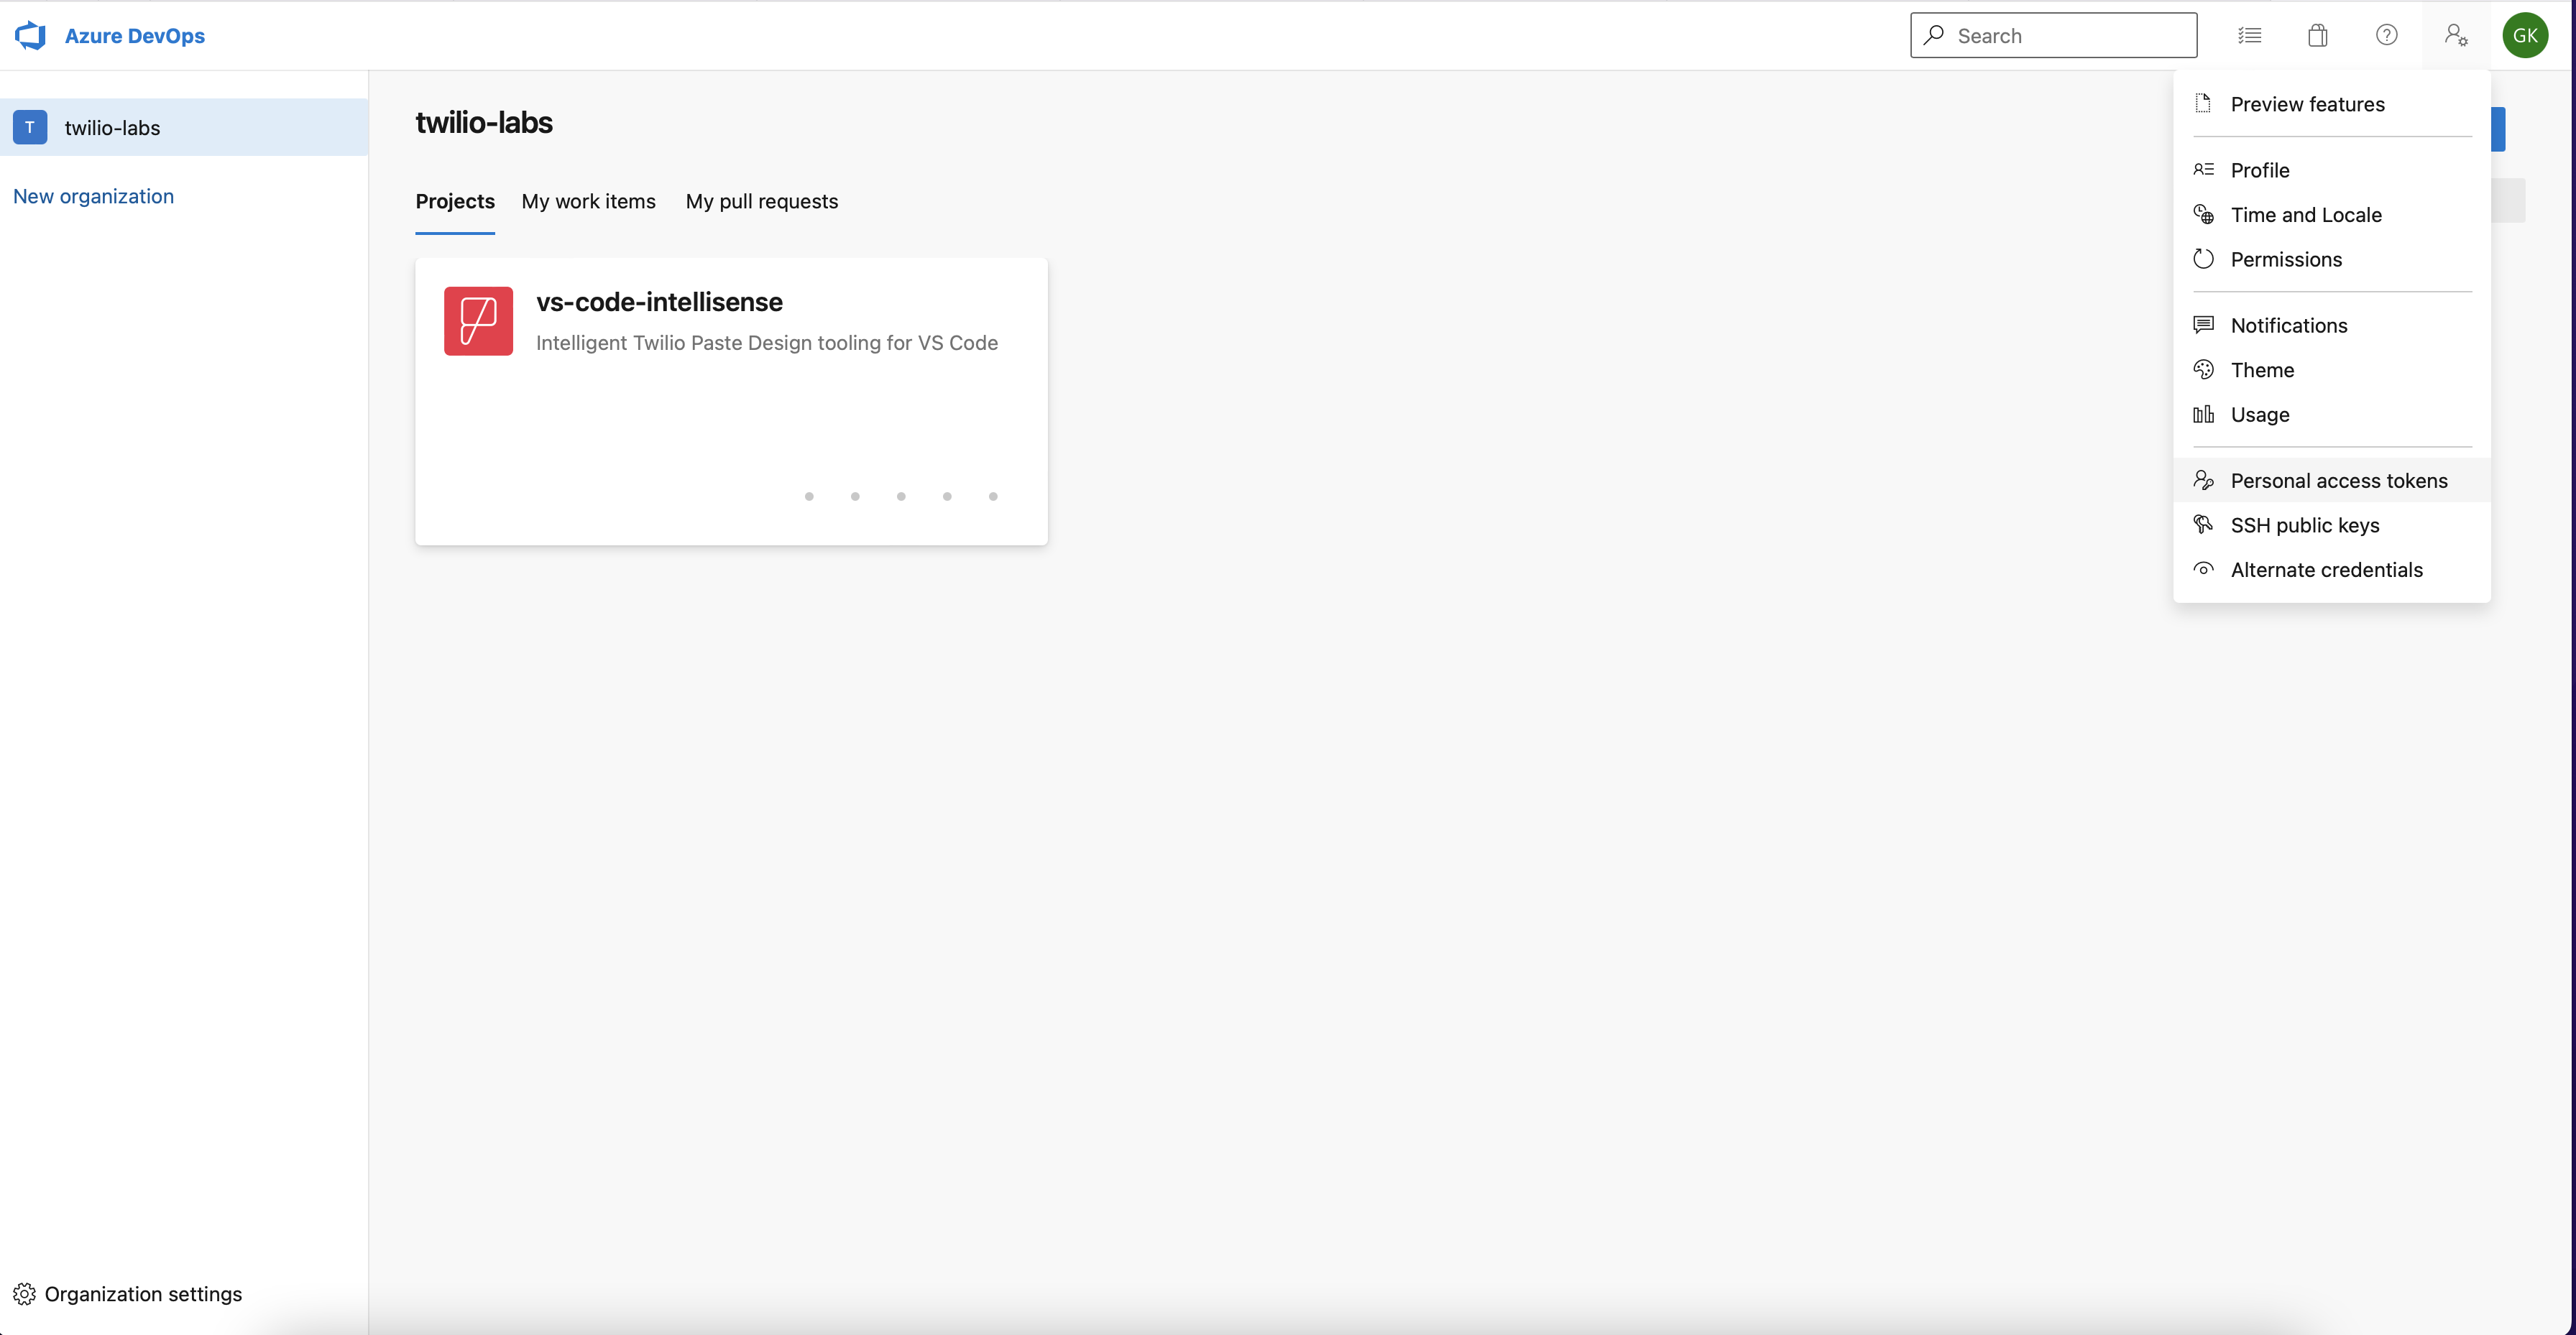 Azure DevOps
Search
GK
T
twilio-labs
New organization
twilio-labs
Projects
My work items
My pull requests
vs-code-intellisense
Intelligent Twilio Paste Design tooling for VS Code
Preview features
Profile
Time and Locale
Permissions
Notifications
Theme
Usage
Personal access tokens
SSH public keys
Alternate credentials
Organization settings